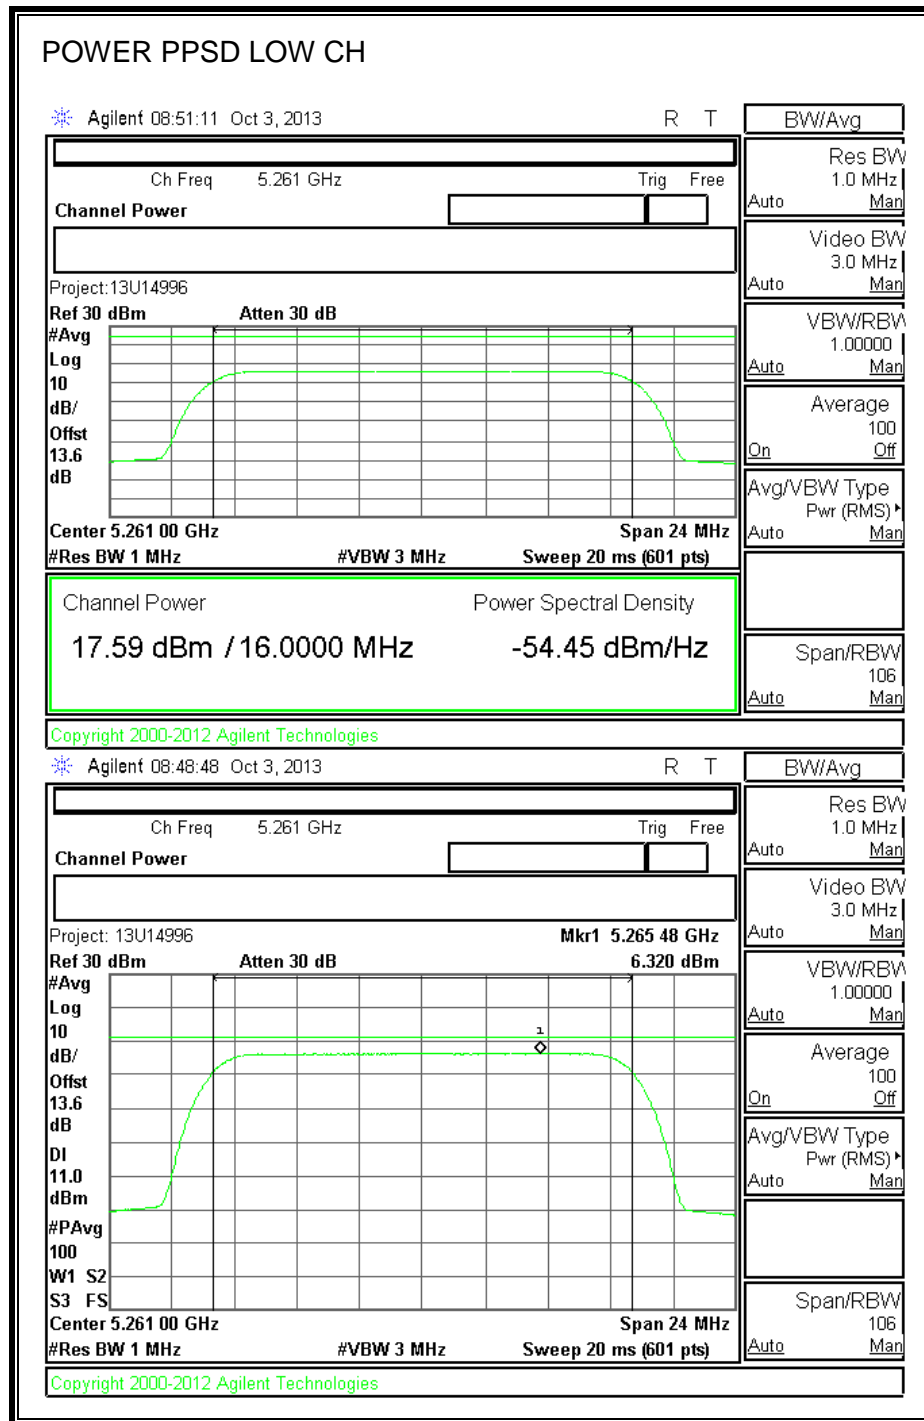 POWER PPSD LOW CH
Agilent 08:51:11 Oct 3, 2013 R T
BW/Avg
Ch Freq 5.261 GHz Trig Free
Channel Power
Res BW
1.0 MHz
Auto Man
Video BW
3.0 MHz
Auto Man
Project:13U14996
Ref 30 dBm Atten 30 dB
#Avg
Log
10
dB/
Offst
13.6
dB
VBW/RBW
1.00000
Auto Man
Average
100
On Off
Avg/VBW Type
Pwr (RMS)
Auto Man
Center 5.261 00 GHz Span 24 MHz
#Res BW 1 MHz #VBW 3 MHz Sweep 20 ms (601 pts)
Channel Power Power Spectral Density
17.59 dBm / 16.0000 MHz -54.45 dBm/Hz
Span/RBW
106
Auto Man
Copyright 2000-2012 Agilent Technologies
Agilent 08:48:48 Oct 3, 2013 R T
BW/Avg
Ch Freq 5.261 GHz Trig Free
Channel Power
Res BW
1.0 MHz
Auto Man
Video BW
3.0 MHz
Auto Man
Project: 13U14996 Mkr1 5.265 48 GHz
Ref 30 dBm Atten 30 dB 6.320 dBm
#Avg
Log
10
dB/
Offst
13.6
dB
DI
11.0
dBm
#PAvg
100
W1 S2
S3 FS
1
VBW/RBW
1.00000
Auto Man
Average
100
On Off
Avg/VBW Type
Pwr (RMS)
Auto Man
Center 5.261 00 GHz Span 24 MHz
#Res BW 1 MHz #VBW 3 MHz Sweep 20 ms (601 pts)
Span/RBW
106
Auto Man
Copyright 2000-2012 Agilent Technologies